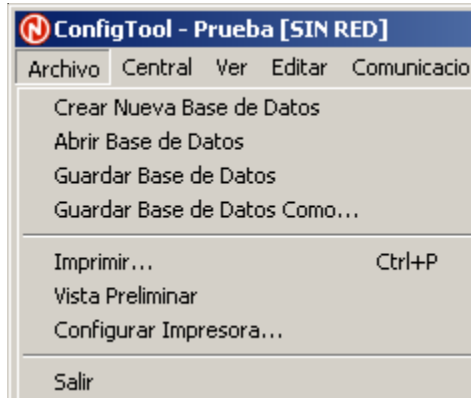 ConfigTool - Prueba [SIN RED]
Archivo Central Ver Editar
Crear Nueva Base de Datos
Abrir Base de Datos
Guardar Base de Datos
Guardar Base de Datos Como...
Imprimir... Ctrl+P
Vista Preliminar
Configurar Impresora...
Salir